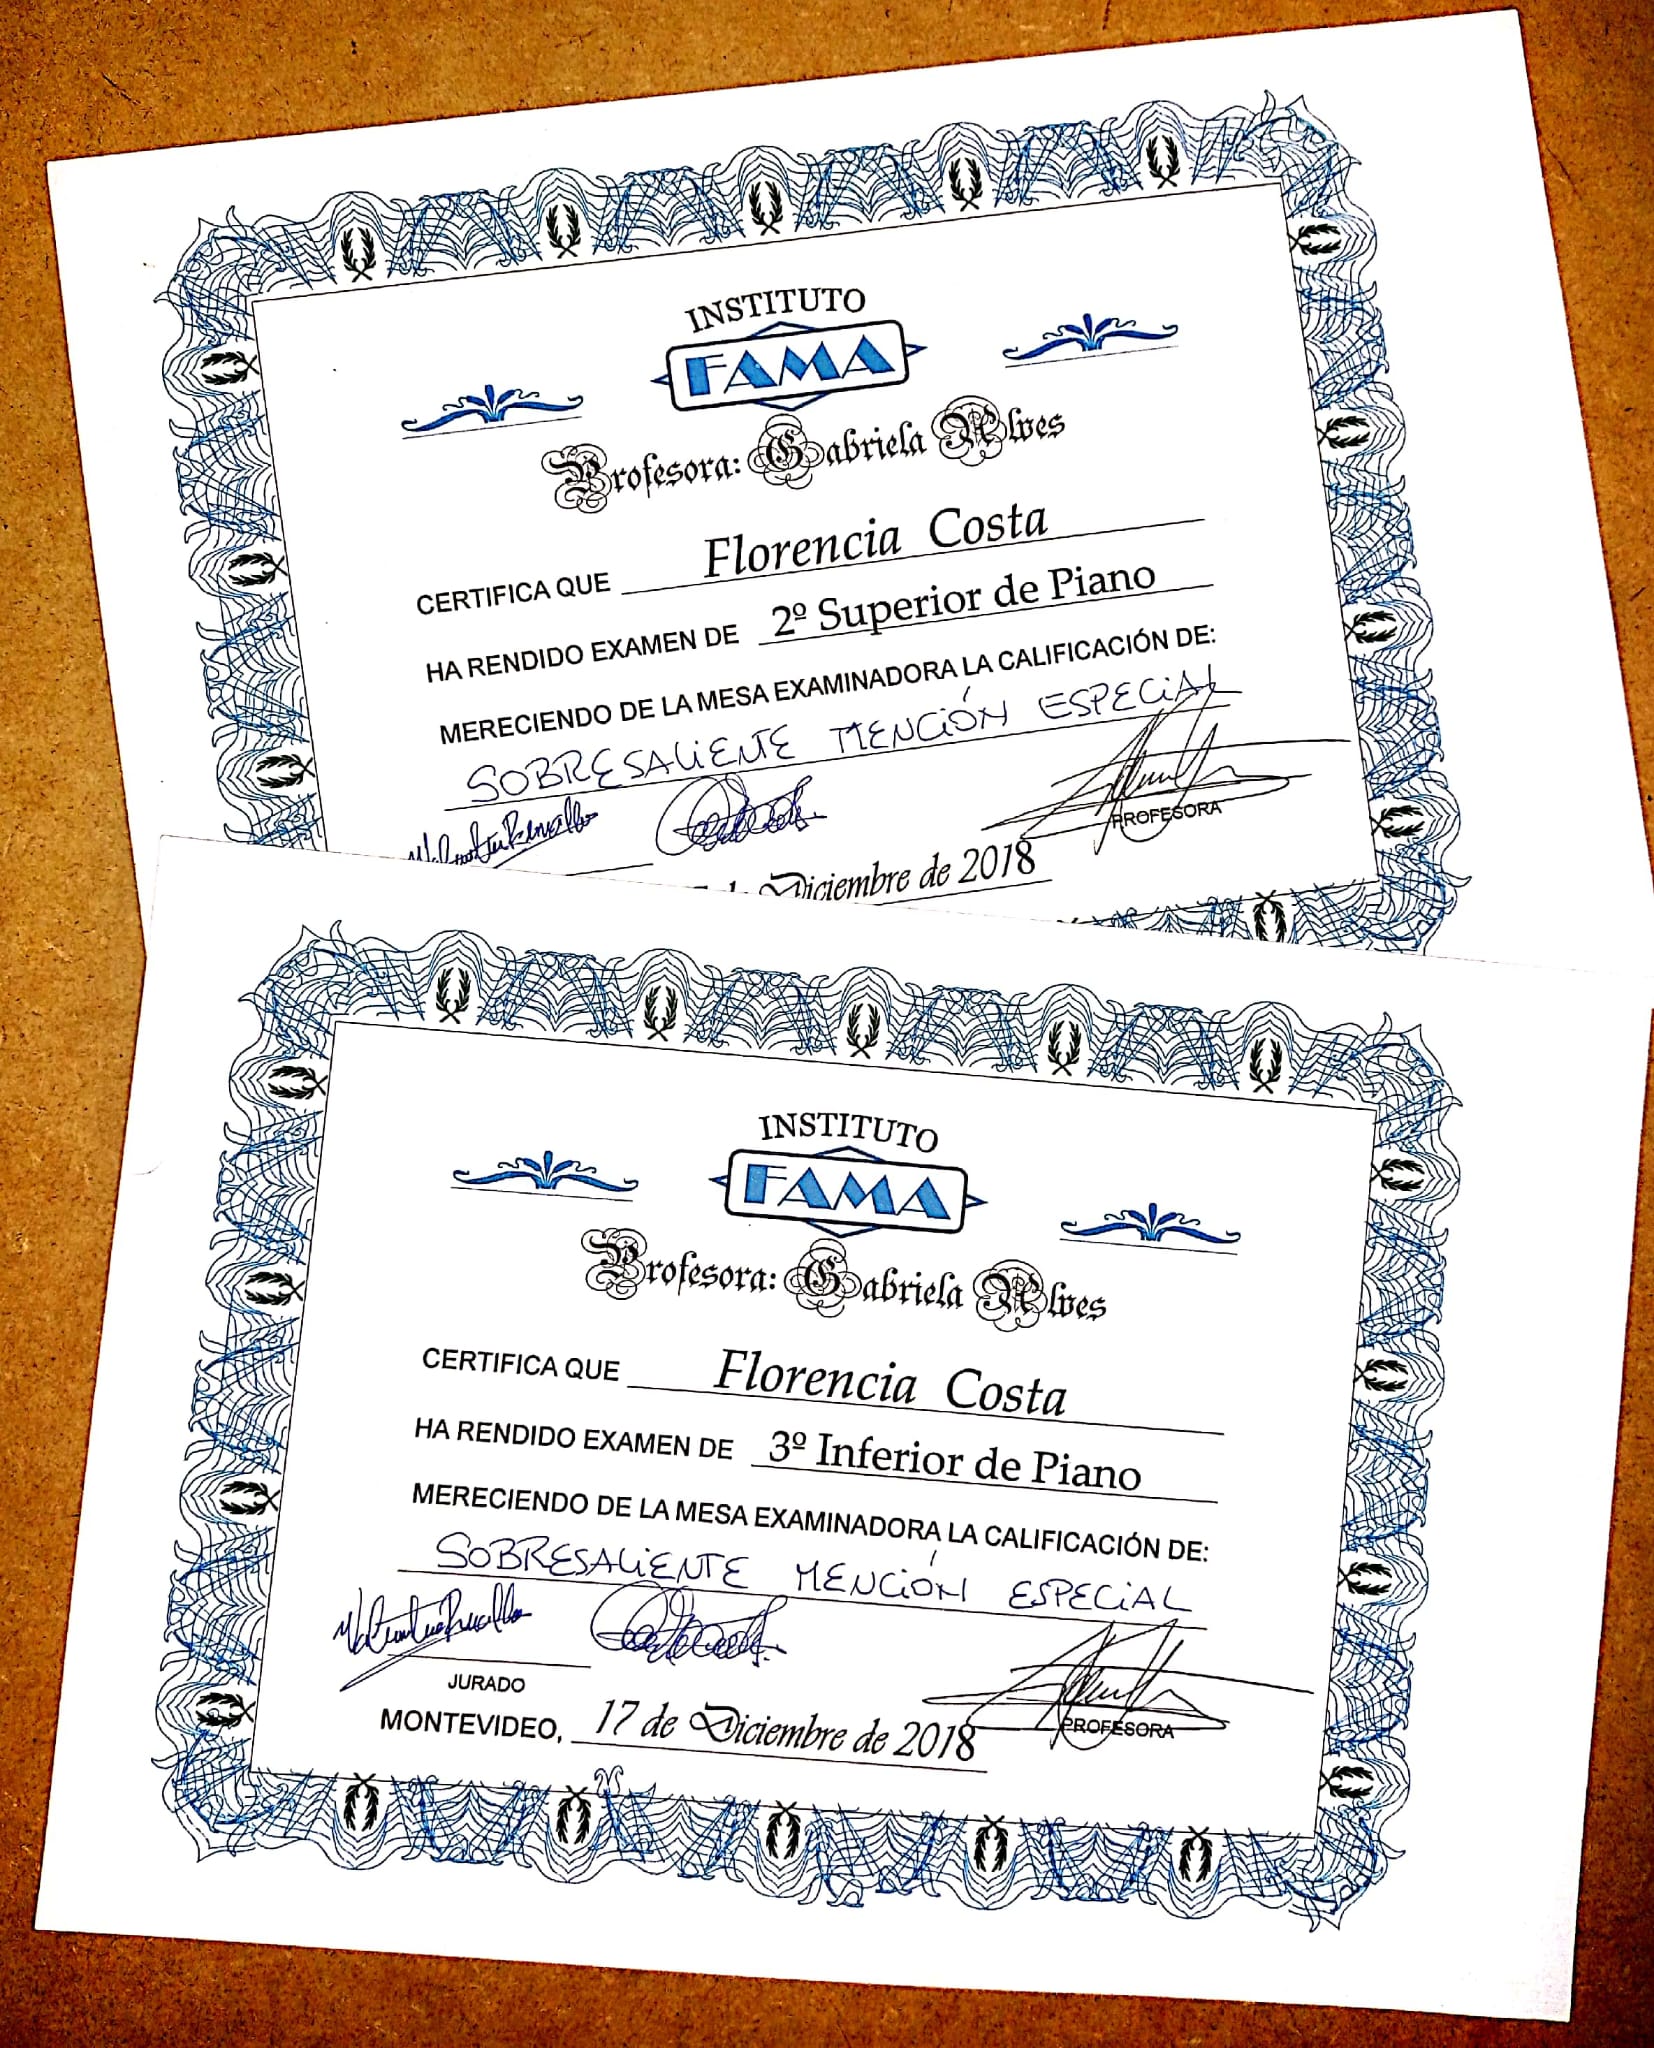 INSTITUTO
FAMA
Profesora: Gabriela Alves
CERTIFICA QUE Florencia Costa
HA RENDIDO EXAMEN DE 2º Superior de Piano
MERECIENDO DE LA MESA EXAMINADORA LA CALIFICACIÓN DE:
SOBRESALIENTE MENCIÓN ESPECIAL
PROFESORA
Diciembre de 2018
INSTITUTO
FAMA
Profesora: Gabriela Alves
CERTIFICA QUE Florencia Costa
HA RENDIDO EXAMEN DE 3º Inferior de Piano
MERECIENDO DE LA MESA EXAMINADORA LA CALIFICACIÓN DE:
SOBRESALIENTE MENCIÓN ESPECIAL
JURADO
PROFESORA
MONTEVIDEO, 17 de Diciembre de 2018